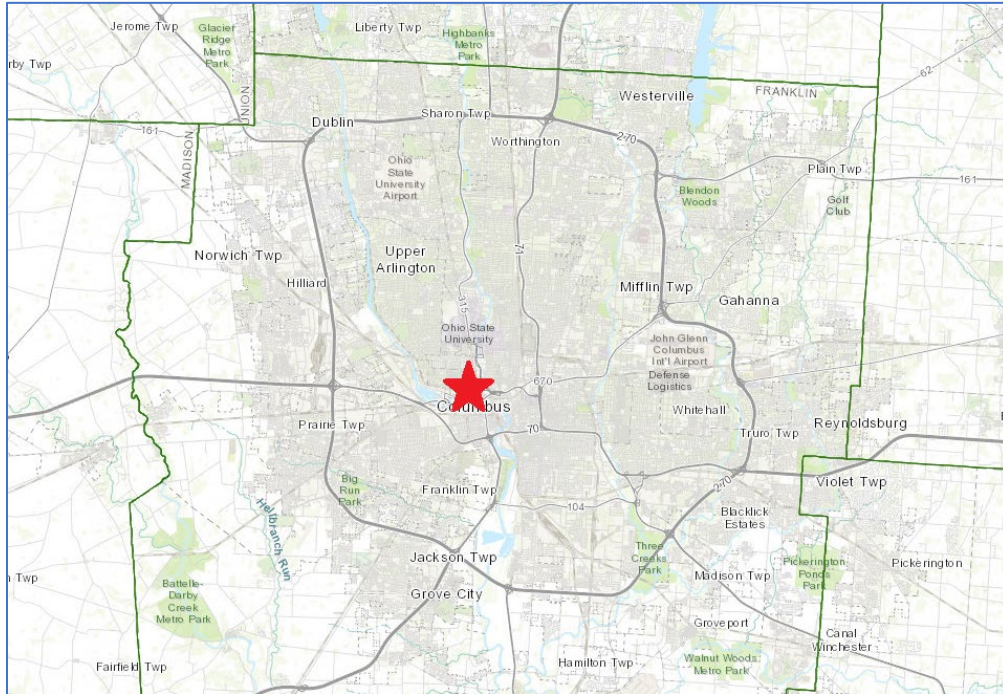 Jerome Twp
Glacier
Ridge
Metro
Park
Liberty Twp
Highbanks
Metro
Park
62
Westerville
FRANKLIN
UNION
161
MADISON
Dublin
Sharon Twp
Worthington
270
Plain Twp
161
Ohio
State
University
Airport
Blendon
Woods
Golf
Club
Norwich Twp
Upper
Arlington
71
Hilliard
315
Mifflin Twp
Gahanna
Ohio State
University
John Glenn
Columbus
Int'l Airport
Defense
Logistics
670
Columbus
Whitehall
Prairie Twp
70
Truro Twp
Reynoldsburg
Big
Run
Park
Franklin Twp
104
270
Violet Twp
Blacklick
Estates
Hellbranch Run
Jackson Twp
Three
Creeks
Park
Madison Twp
Pickerington
Ponds
Park
Pickerington
Battelle-
Darby
Creek
Metro
Park
Grove City
Groveport
Canal
Winchester
Fairfield Twp
Hamilton Twp
Walnut Woods
Metro Park